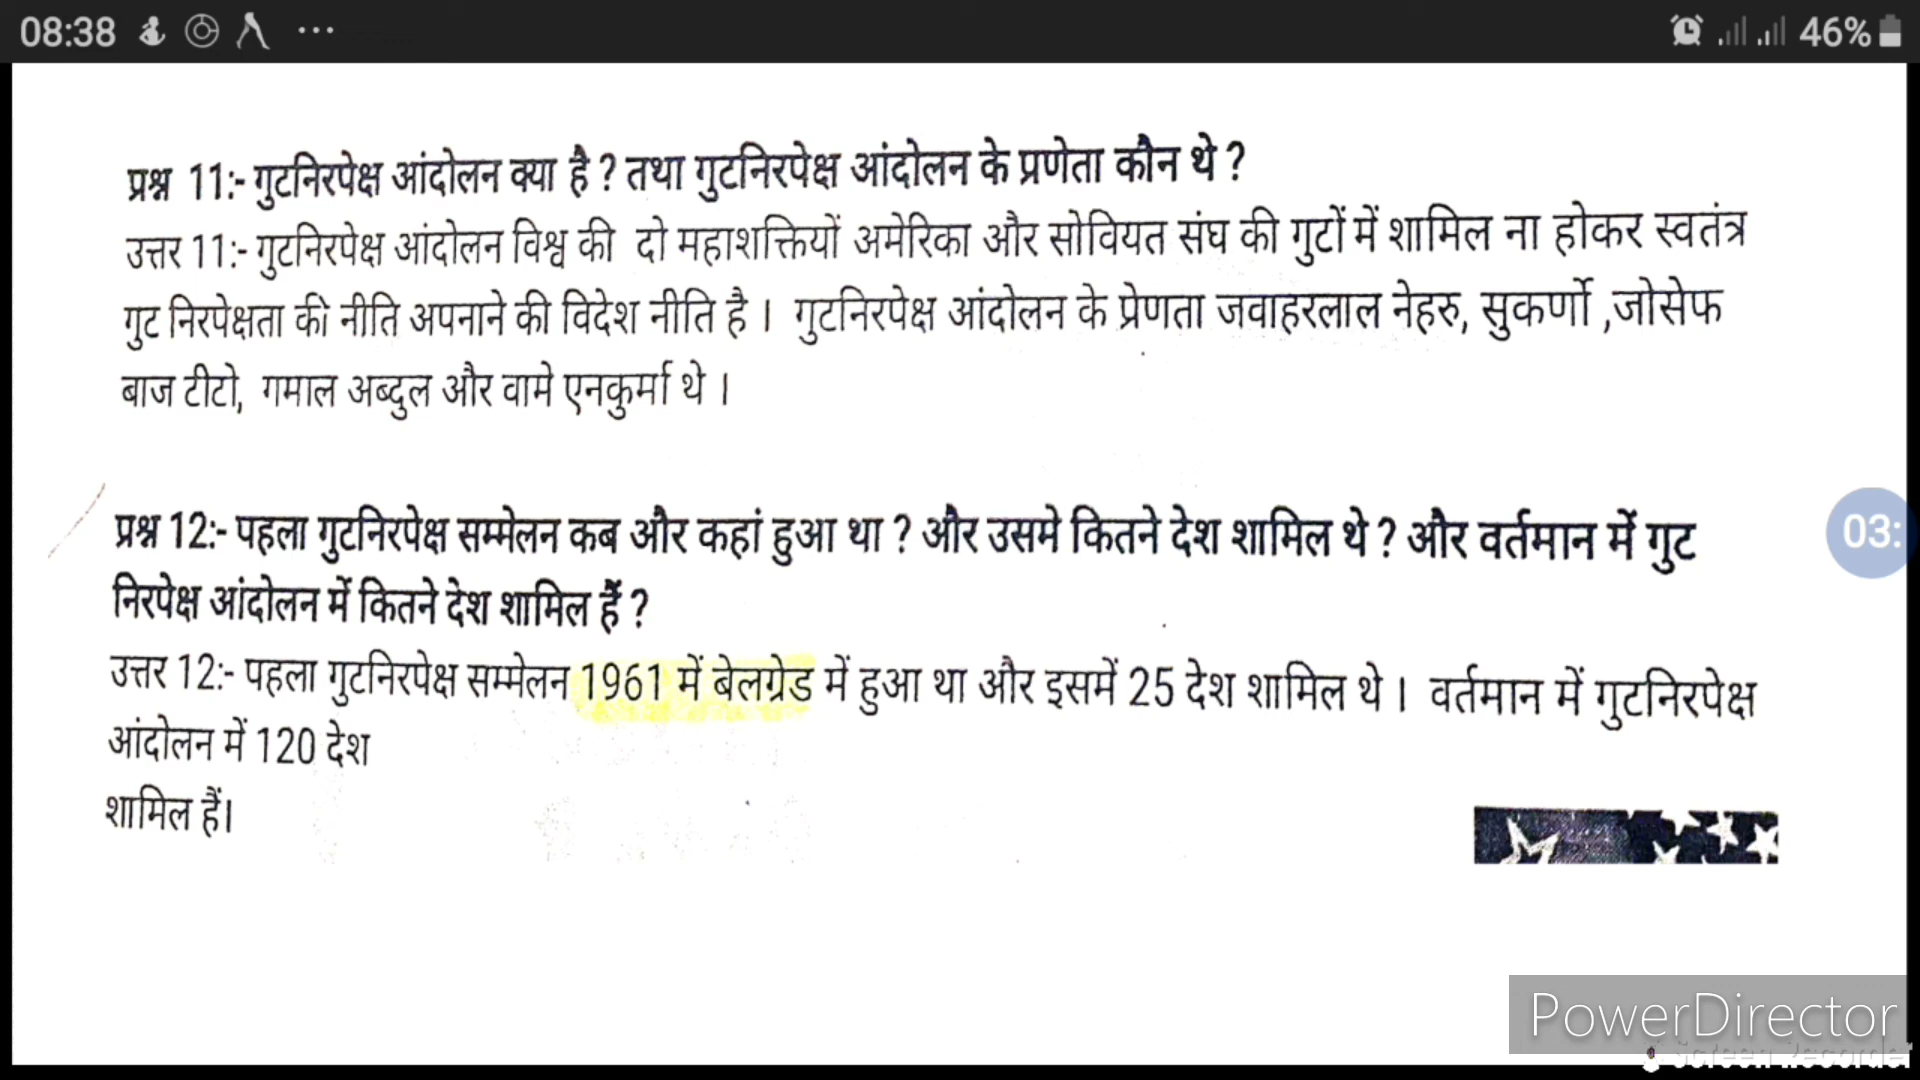 08:38 ... 46%
प्रश्न 11:- गुटनिरपेक्ष आंदोलन क्या है ? तथा गुटनिरपेक्ष आंदोलन के प्रणेता कौन थे ?
उत्तर 11:- गुटनिरपेक्ष आंदोलन विश्व की दो महाशक्तियों अमेरिका और सोवियत संघ की गुटों में शामिल ना होकर स्वतंत्र
गुट निरपेक्षता की नीति अपनाने की विदेश नीति है । गुटनिरपेक्ष आंदोलन के प्रेणता जवाहरलाल नेहरु, सुकर्णो ,जोसेफ
बाज टीटो, गमाल अब्दुल और वामे एनकुर्मा थे ।
प्रश्न 12:- पहला गुटनिरपेक्ष सम्मेलन कब और कहां हुआ था ? और उसमे कितने देश शामिल थे ? और वर्तमान में गुट
03:
निरपेक्ष आंदोलन में कितने देश शामिल हैं ?
उत्तर 12:- पहला गुटनिरपेक्ष सम्मेलन 1961 में बेलग्रेड में हुआ था और इसमें 25 देश शामिल थे । वर्तमान में गुटनिरपेक्ष
आंदोलन में 120 देश
शामिल हैं।
PowerDirector
Screen Recorder